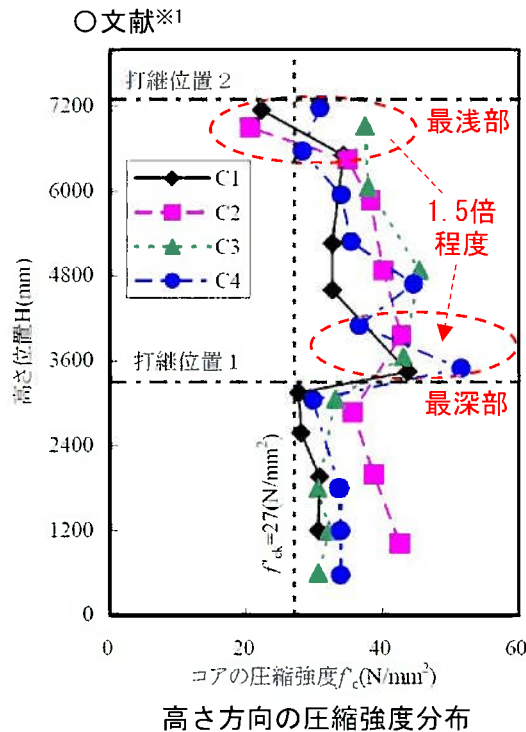 ○文献※1
打継位置2
7200
最浅部
C1
C2
C3
C4
6000
1.5倍
程度
4800
高さ位置H(mm)
3600
打継位置1
最深部
2400
f'ck=27(N/mm²)
1200
0
0 20 40 60
コアの圧縮強度f'c(N/mm²)
高さ方向の圧縮強度分布